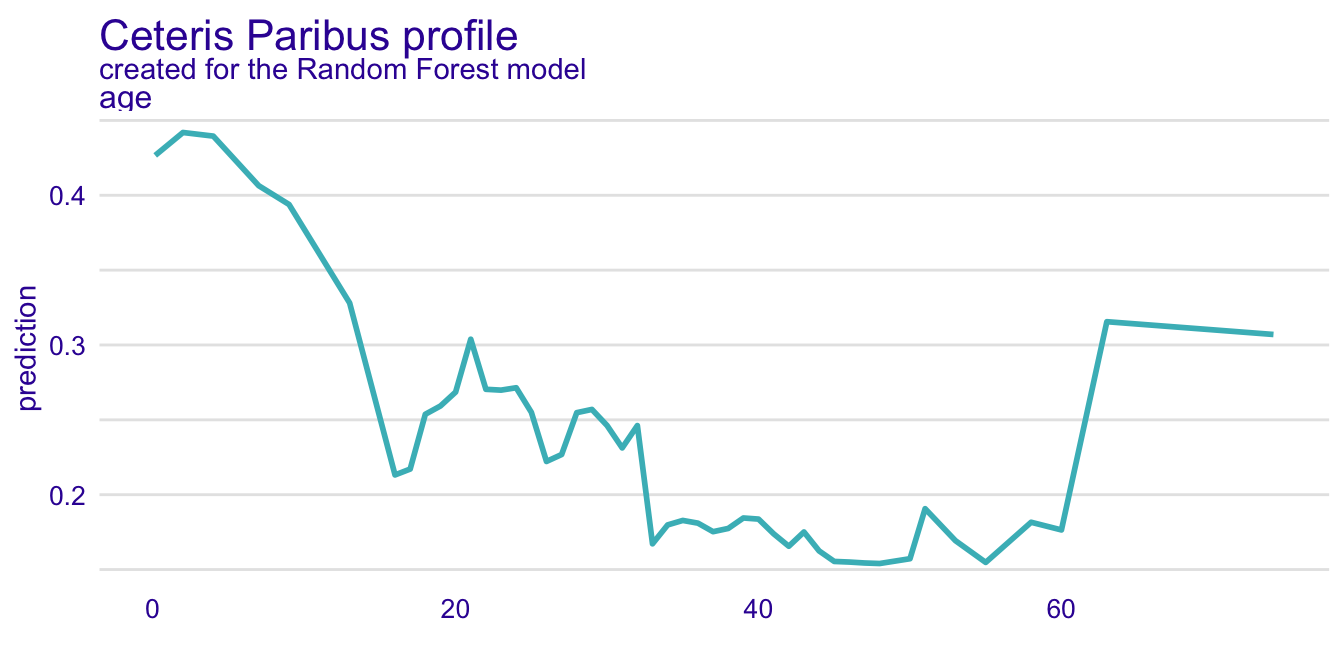 Ceteris Paribus profile
created for the Random Forest model
age
prediction
0.4
0.3
0.2
0
20
40
60